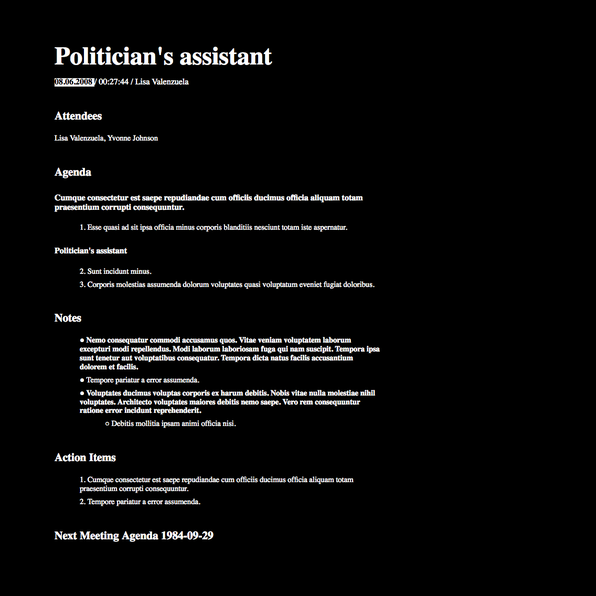 Politician's assistant
08.06.2008 / 00:27:44 / Lisa Valenzuela
Attendees
Lisa Valenzuela, Yvonne Johnson
Agenda
Cumque consectetur est saepe repudiandae cum officiis ducimus officia aliquam totam
praesentium corrupti consequuntur.
1. Esse quasi ad sit ipsa officia minus corporis blanditiis nesciunt totam iste aspernatur.
Politician's assistant
2. Sunt incidunt minus.
3. Corporis molestias assumenda dolorum voluptates quasi voluptatum eveniet fugiat doloribus.
Notes
● Nemo consequatur commodi accusamus quos. Vitae veniam voluptatem laborum
excepturi modi repellendus. Modi laborum laboriosam fuga qui nam suscipit. Tempora ipsa
sunt tenetur aut voluptatibus consequatur. Tempora dicta natus facilis accusantium
dolorem et facilis.
● Tempore pariatur a error assumenda.
● Voluptates ducimus voluptas corporis ex harum debitis. Nobis vitae nulla molestiae nihil
voluptates. Architecto voluptates maiores debitis nemo saepe. Vero rem consequuntur
ratione error incidunt reprehenderit.
○ Debitis mollitia ipsam animi officia nisi.
Action Items
1. Cumque consectetur est saepe repudiandae cum officiis ducimus officia aliquam totam
praesentium corrupti consequuntur.
2. Tempore pariatur a error assumenda.
Next Meeting Agenda 1984-09-29